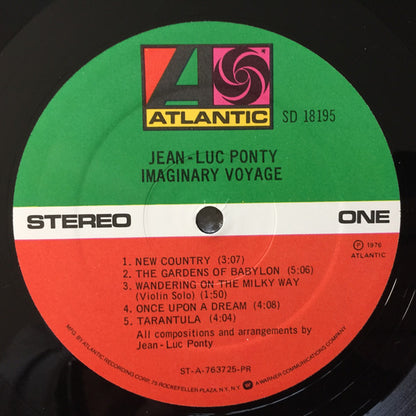 ATLANTIC
SD 18195
JEAN-LUC PONTY
IMAGINARY VOYAGE
STEREO
ONE
1. NEW COUNTRY (3:07)
2. THE GARDENS OF BABYLON (5:06)
3. WANDERING ON THE MILKY WAY
(Violin Solo) (1:50)
4. ONCE UPON A DREAM (4:08)
5. TARANTULA (4:04)
All compositions and arrangements by
Jean-Luc Ponty
℗ 1976
ATLANTIC
ST-A-763725-PR
MFG. BY ATLANTIC RECORDING CORP., 75 ROCKEFELLER PLAZA, N.Y., N.Y. A WARNER COMMUNICATIONS COMPANY